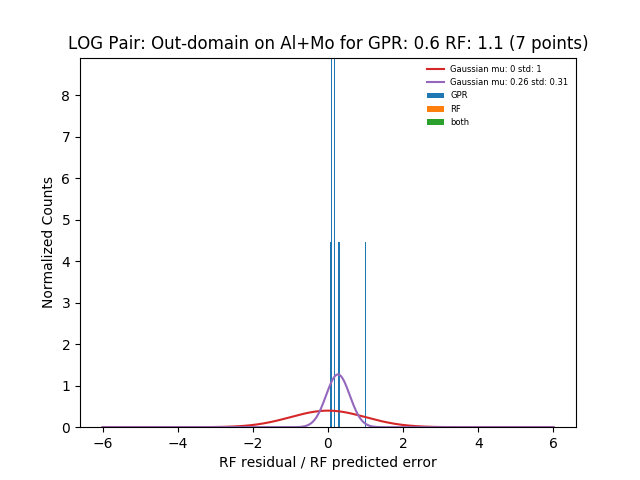 LOG Pair: Out-domain on Al+Mo for GPR: 0.6 RF: 1.1 (7 points)
Gaussian mu: 0 std: 1
Gaussian mu: 0.26 std: 0.31
GPR
RF
both
Normalized Counts
8
7
6
5
4
3
2
1
0
−6 −4 −2 0 2 4 6
RF residual / RF predicted error